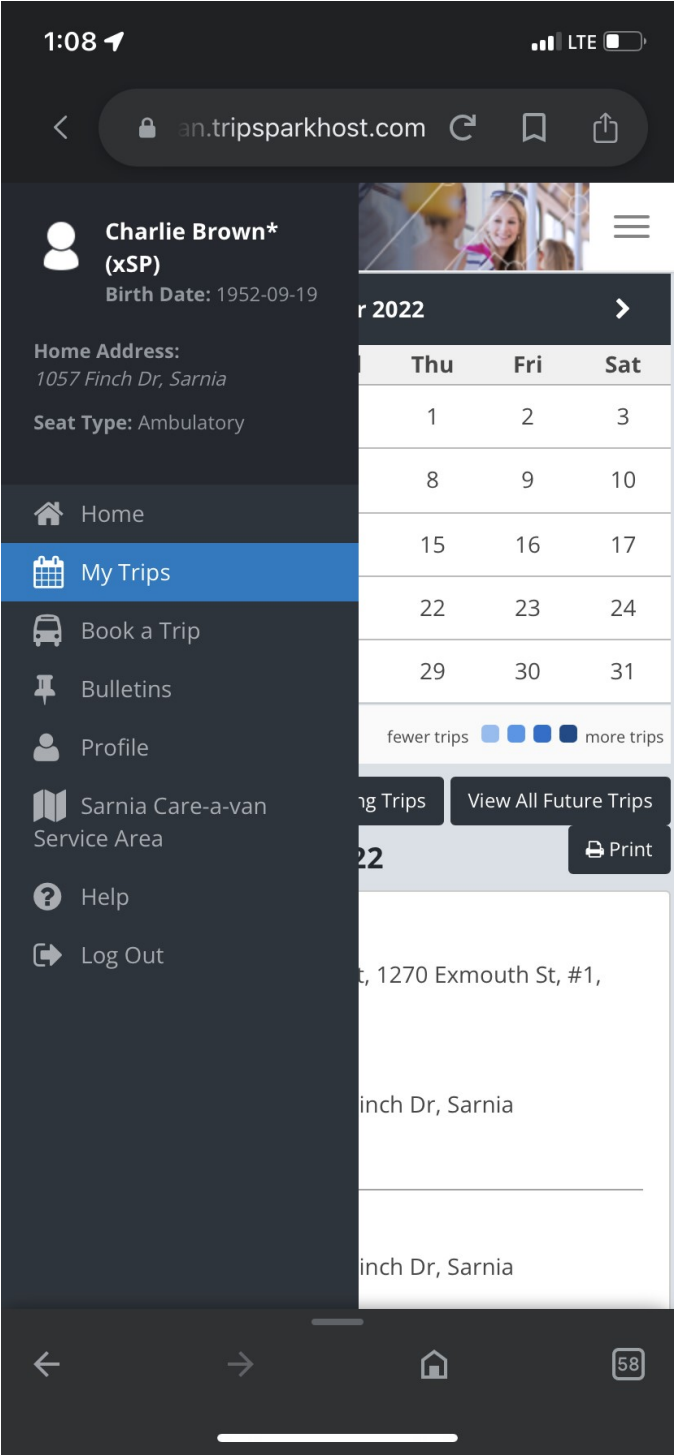 1:08
LTE
an.tripsparkhost.com
Charlie Brown*
(xSP)
Birth Date: 1952-09-19
Home Address:
1057 Finch Dr, Sarnia
Seat Type: Ambulatory
Home
My Trips
Book a Trip
Bulletins
Profile
Sarnia Care-a-van
Service Area
Help
Log Out
r 2022
Thu Fri Sat
1 2 3
8 9 10
15 16 17
22 23 24
29 30 31
fewer trips more trips
ng Trips View All Future Trips
22 Print
t, 1270 Exmouth St, #1,
inch Dr, Sarnia
inch Dr, Sarnia
58